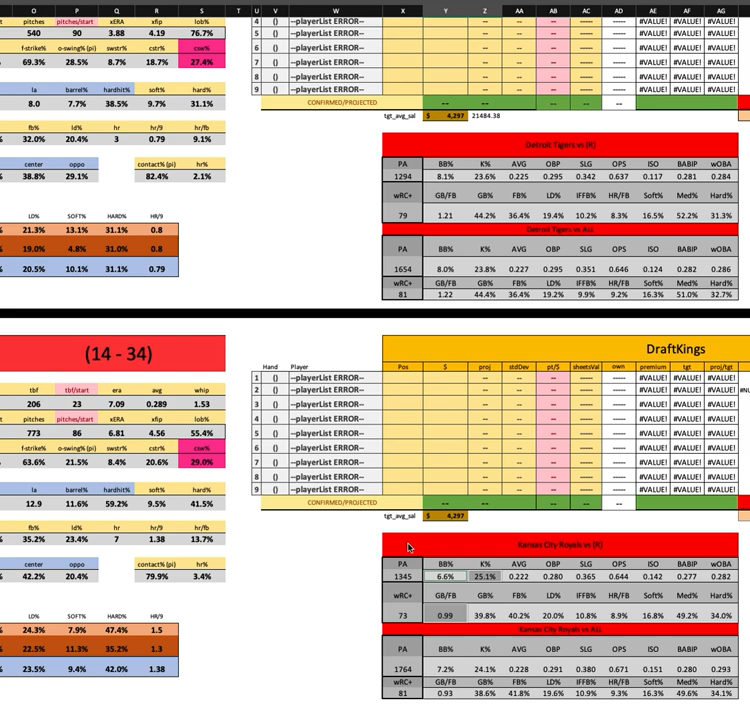 O P Q R S T U V W X Y Z AA AB AC AD AE AF AG
pitches pitches/start xERA xfip lob% 4 () --playerList ERROR-- -- -- ----- ----- #VALUE! #VALUE! #VALUE!
540 90 3.88 4.19 76.7% 5 () --playerList ERROR-- -- -- ----- ----- #VALUE! #VALUE! #VALUE!
f-strike% o-swing% (pi) swstr% cstr% csw% 6 () --playerList ERROR-- -- -- ----- ----- #VALUE! #VALUE! #VALUE!
69.3% 28.5% 8.7% 18.7% 27.4% 7 () --playerList ERROR-- -- -- ----- ----- #VALUE! #VALUE! #VALUE!
8 () --playerList ERROR-- -- -- ----- ----- #VALUE! #VALUE! #VALUE!
la barrel% hardhit% soft% hard% 9 () --playerList ERROR-- -- -- ----- ----- #VALUE! #VALUE! #VALUE!
8.0 7.7% 38.5% 9.7% 31.1% CONFIRMED/PROJECTED -- -- -- -- --
tgt_avg_sal $ 4,297 21484.38
fb% ld% hr hr/9 hr/fb
32.0% 20.4% 3 0.79 9.1% Detroit Tigers vs (R)
center oppo contact% (pi) hr% PA BB% K% AVG OBP SLG OPS ISO BABIP wOBA
38.8% 29.1% 82.4% 2.1% 1294 8.1% 23.6% 0.225 0.295 0.342 0.637 0.115 0.281 0.284
wRC+ GB/FB GB% FB% LD% IFFB% HR/FB Soft% Med% Hard%
LD% SOFT% HARD% HR/9 79 1.21 44.2% 36.4% 19.4% 10.2% 8.3% 16.5% 52.2% 31.3%
21.3% 13.1% 31.1% 0.8 Detroit Tigers vs ALL
19.0% 4.8% 31.0% 0.8 PA BB% K% AVG OBP SLG OPS ISO BABIP wOBA
20.5% 10.1% 31.1% 0.79 1654 8.0% 23.8% 0.227 0.295 0.351 0.646 0.124 0.282 0.286
wRC+ GB/FB GB% FB% LD% IFFB% HR/FB Soft% Med% Hard%
81 1.22 44.4% 36.4% 19.2% 9.9% 9.2% 16.3% 51.0% 32.7%
(14 - 34) DraftKings
Hand Player Pos $ proj stdDev pt/$ sheetsVal own premium tgt proj/tgt
tbf tbf/start era avg whip 1 () --playerList ERROR-- -- -- -- ----- ----- #VALUE! #VALUE! #VALUE!
206 23 7.09 0.289 1.53 2 () --playerList ERROR-- -- -- -- ----- ----- #VALUE! #VALUE! #VALUE!
pitches pitches/start xERA xfip lob% 3 () --playerList ERROR-- -- -- -- ----- ----- #VALUE! #VALUE! #VALUE!
773 86 6.81 4.56 55.4% 4 () --playerList ERROR-- -- -- -- ----- ----- #VALUE! #VALUE! #VALUE!
f-strike% o-swing% (pi) swstr% cstr% csw% 5 () --playerList ERROR-- -- -- -- ----- ----- #VALUE! #VALUE! #VALUE!
63.6% 21.5% 8.4% 20.6% 29.0% 6 () --playerList ERROR-- -- -- -- ----- ----- #VALUE! #VALUE! #VALUE!
7 () --playerList ERROR-- -- -- -- ----- ----- #VALUE! #VALUE! #VALUE!
la barrel% hardhit% soft% hard% 8 () --playerList ERROR-- -- -- -- ----- ----- #VALUE! #VALUE! #VALUE!
12.9 11.6% 59.2% 9.5% 41.5% 9 () --playerList ERROR-- -- -- -- ----- ----- #VALUE! #VALUE! #VALUE!
CONFIRMED/PROJECTED -- -- -- -- --
fb% ld% hr hr/9 hr/fb tgt_avg_sal $ 4,297
35.2% 23.4% 7 1.38 13.7% Kansas City Royals vs (R)
center oppo contact% (pi) hr% PA BB% K% AVG OBP SLG OPS ISO BABIP wOBA
42.2% 20.4% 79.9% 3.4% 1345 6.6% 25.1% 0.222 0.280 0.365 0.644 0.142 0.277 0.282
wRC+ GB/FB GB% FB% LD% IFFB% HR/FB Soft% Med% Hard%
LD% SOFT% HARD% HR/9 73 0.99 39.8% 40.2% 20.0% 10.8% 8.9% 16.8% 49.2% 34.0%
24.3% 7.9% 47.4% 1.5 Kansas City Royals vs ALL
22.5% 11.3% 35.2% 1.3 PA BB% K% AVG OBP SLG OPS ISO BABIP wOBA
23.5% 9.4% 42.0% 1.38 1764 7.2% 24.1% 0.228 0.291 0.380 0.671 0.151 0.280 0.293
wRC+ GB/FB GB% FB% LD% IFFB% HR/FB Soft% Med% Hard%
81 0.93 38.6% 41.8% 19.6% 10.9% 9.3% 16.3% 49.6% 34.1%